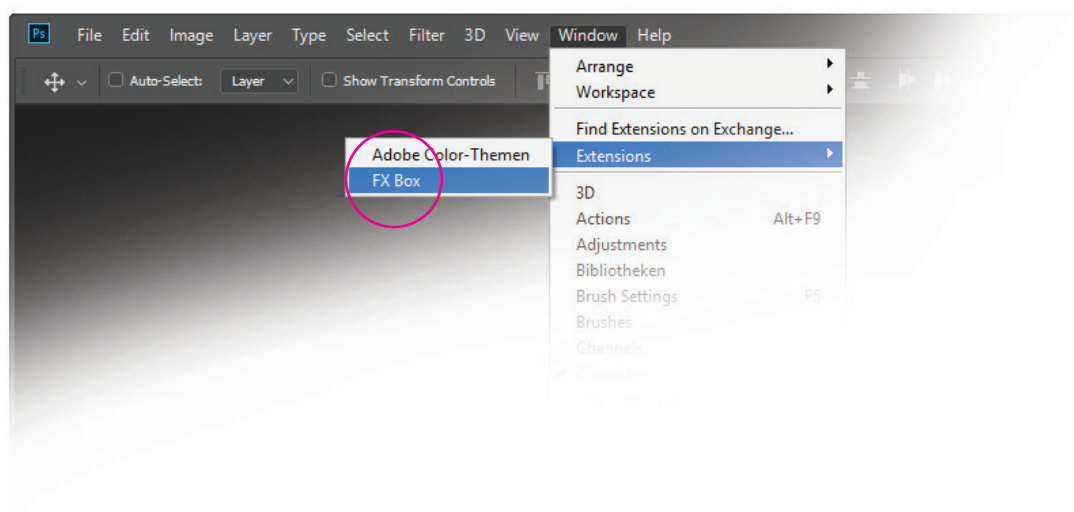 Ps File Edit Image Layer Type Select Filter 3D View Window Help
Auto-Select: Layer Show Transform Controls
Arrange
Workspace
Find Extensions on Exchange...
Extensions
Adobe Color-Themen
FX Box
3D
Actions Alt+F9
Adjustments
Bibliotheken
Brush Settings F5
Brushes
Channels